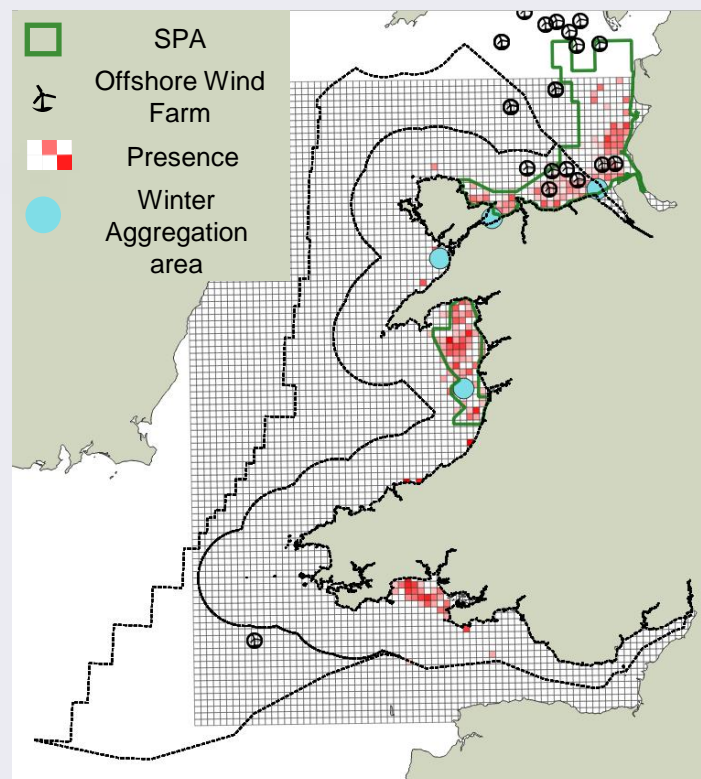 SPA
Offshore Wind
Farm
Presence
Winter
Aggregation
area